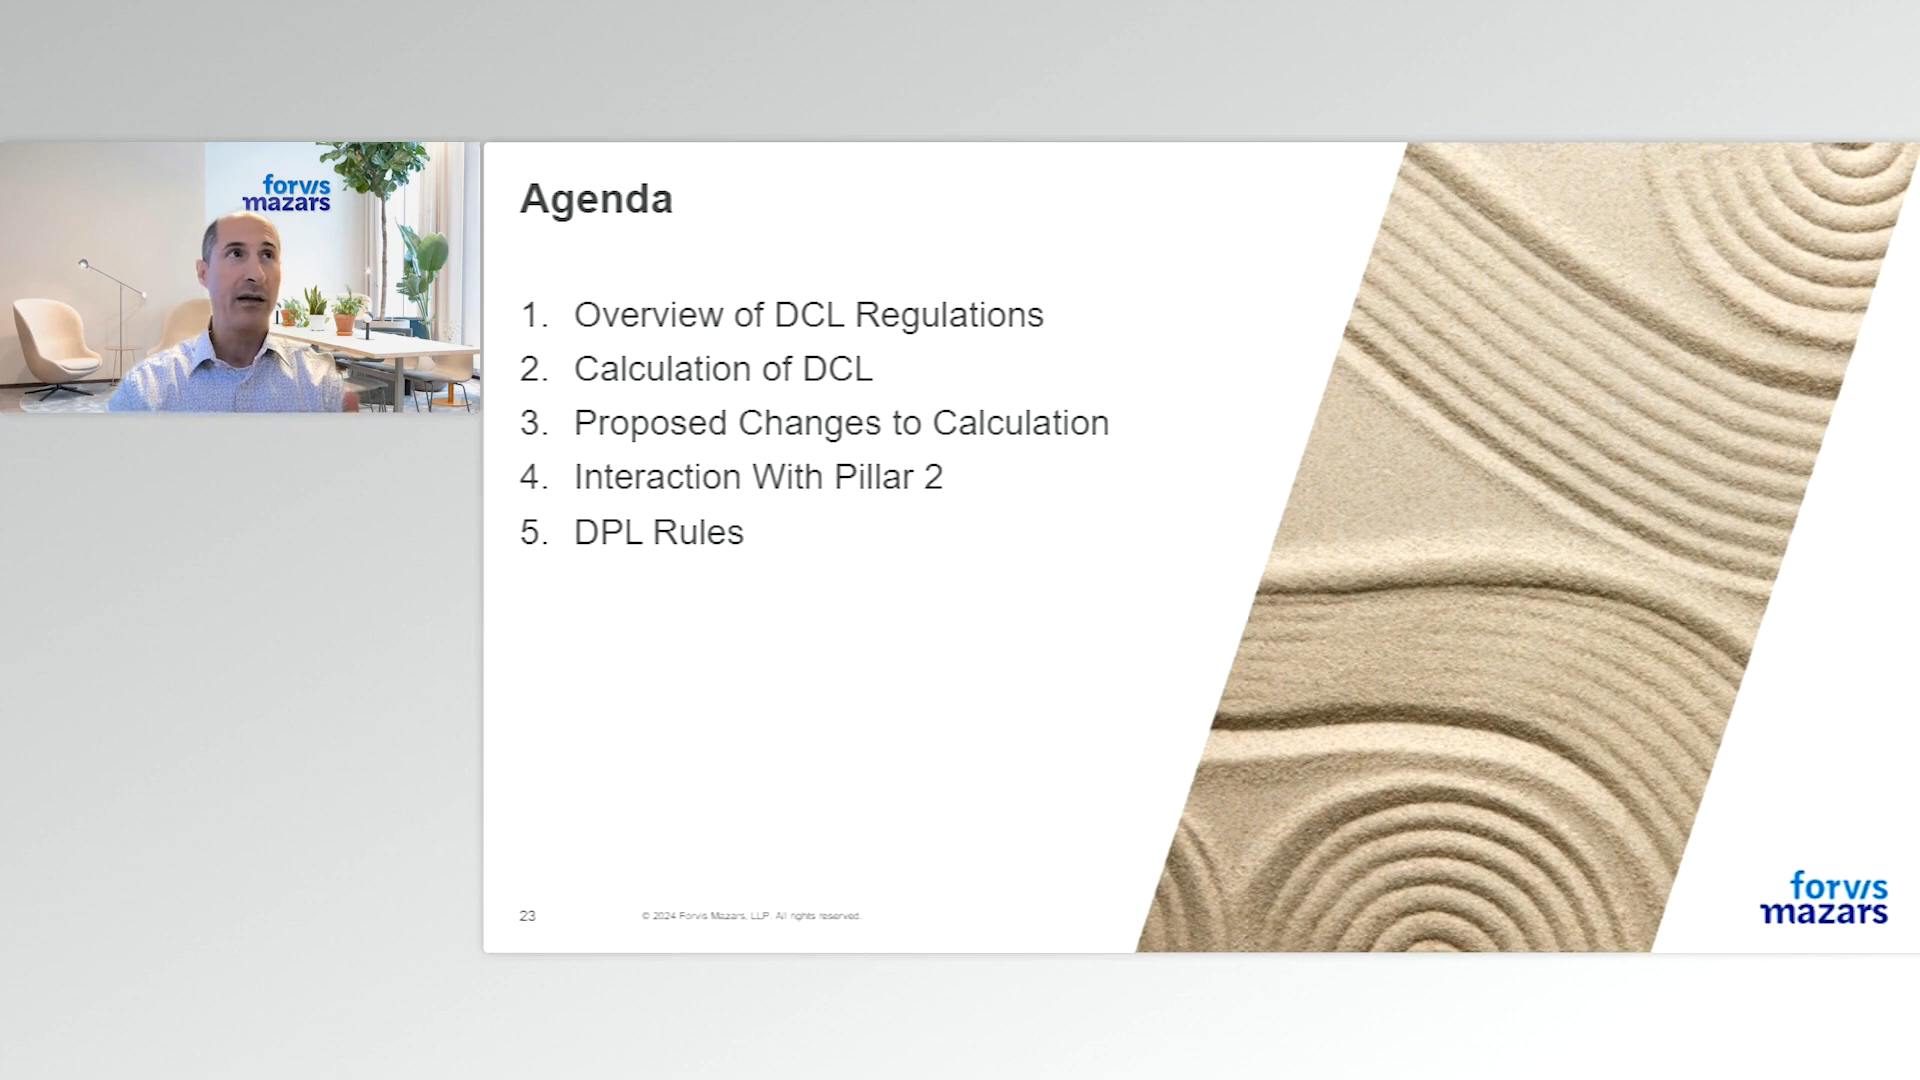 forvis
mazars
Agenda
1. Overview of DCL Regulations
2. Calculation of DCL
3. Proposed Changes to Calculation
4. Interaction With Pillar 2
5. DPL Rules
23
© 2024 Forvis Mazars, LLP. All rights reserved.
forvis
mazars